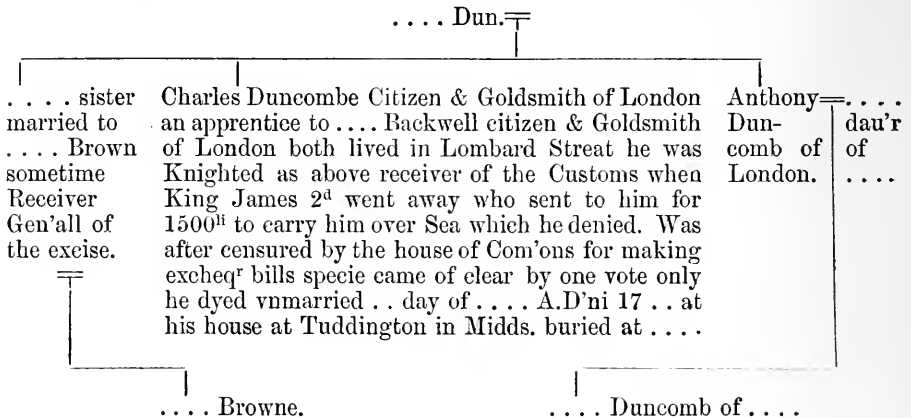 . . . . Dun.
. . . . sister
married to
. . . . Brown
sometime
Receiver
Gen'all of
the excise.
Charles Duncombe Citizen & Goldsmith of London
an apprentice to . . . . Backwell citizen & Goldsmith
of London both lived in Lombard Streat he was
Knighted as above receiver of the Customs when
King James 2ᵈ went away who sent to him for
1500ˡⁱ to carry him over Sea which he denied. Was
after censured by the house of Com'ons for making
excheqʳ bills specie came of clear by one vote only
he dyed vnmarried . . day of . . . . A.D'ni 17 . . at
his house at Tuddington in Midds. buried at . . . .
Anthony
Dun-
comb of
London.
. . . .
dau'r
of
. . . .
. . . . Browne.
. . . . Duncomb of . . . .